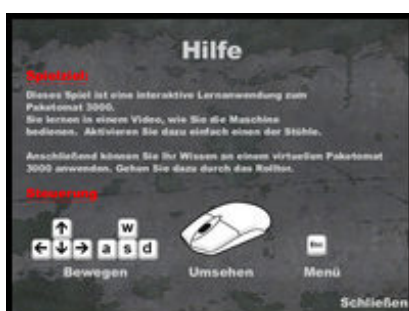 Hilfe
Spielziel:
Dieses Spiel ist eine interaktive Lernanwendung zum
Paketomat 3000.
Sie lernen in einem Video, wie Sie die Maschine
bedienen. Aktivieren Sie dazu einfach einen der Stühle.
Anschließend können Sie Ihr Wissen an einem virtuellen Paketomat
3000 anwenden. Gehen Sie dazu durch das Rolltor.
Steuerung
↑ w
← ↓ → a s d
Esc
Bewegen Umsehen Menü
Schließen